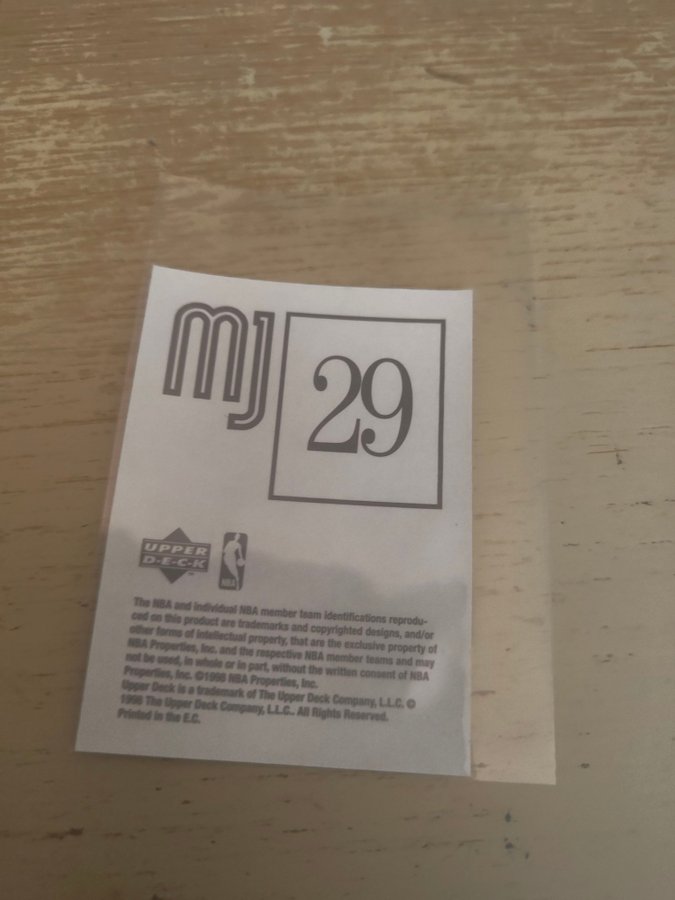 MJ
29
UPPER
D•E•C•K
NBA
The NBA and individual NBA member team identifications reprodu-
ced on this product are trademarks and copyrighted designs, and/or
other forms of intellectual property, that are the exclusive property of
NBA Properties, Inc. and the respective NBA member teams and may
not be used, in whole or in part, without the written consent of NBA
Properties, Inc. ©1998 NBA Properties, Inc.
Upper Deck is a trademark of The Upper Deck Company, L.L.C. ©
1998 The Upper Deck Company, L.L.C.. All Rights Reserved.
Printed in the E.C.